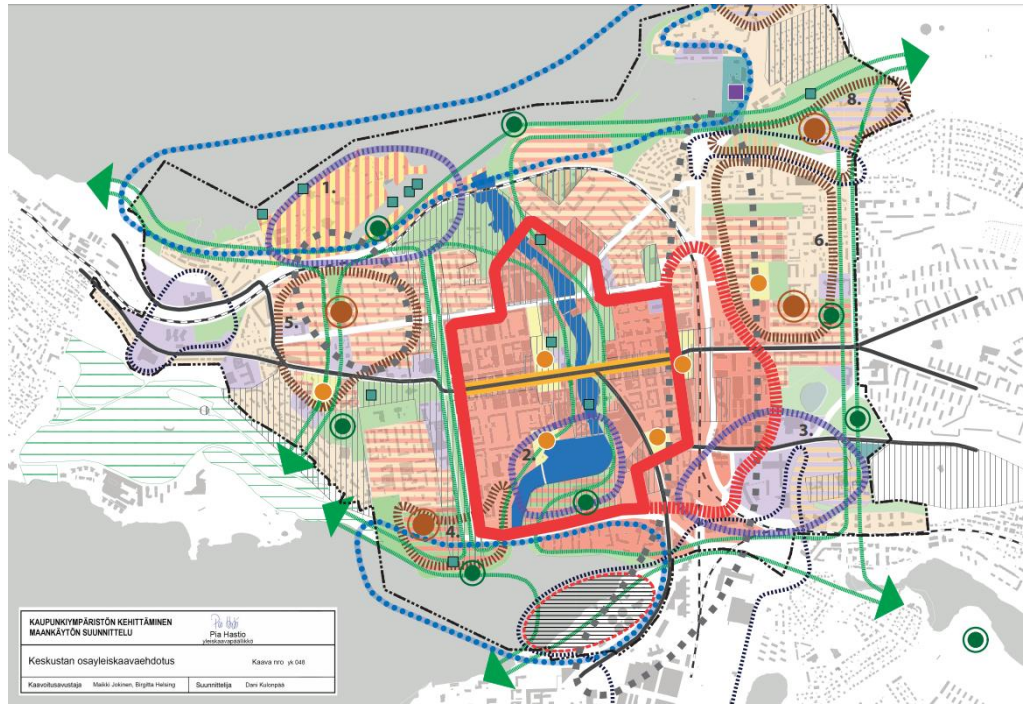 7.
8.
1.
6.
5.
3.
2.
4.
KAUPUNKIYMPÄRISTÖN KEHITTÄMINEN
MAANKÄYTÖN SUUNNITTELU
Pia Hastio
yleiskaavapäällikkö
Keskustan osayleiskaavaehdotus Kaava nro yk 048
Kaavoitusavustaja Maikki Jokinen, Birgitta Helsing Suunnittelija Dani Kulonpää